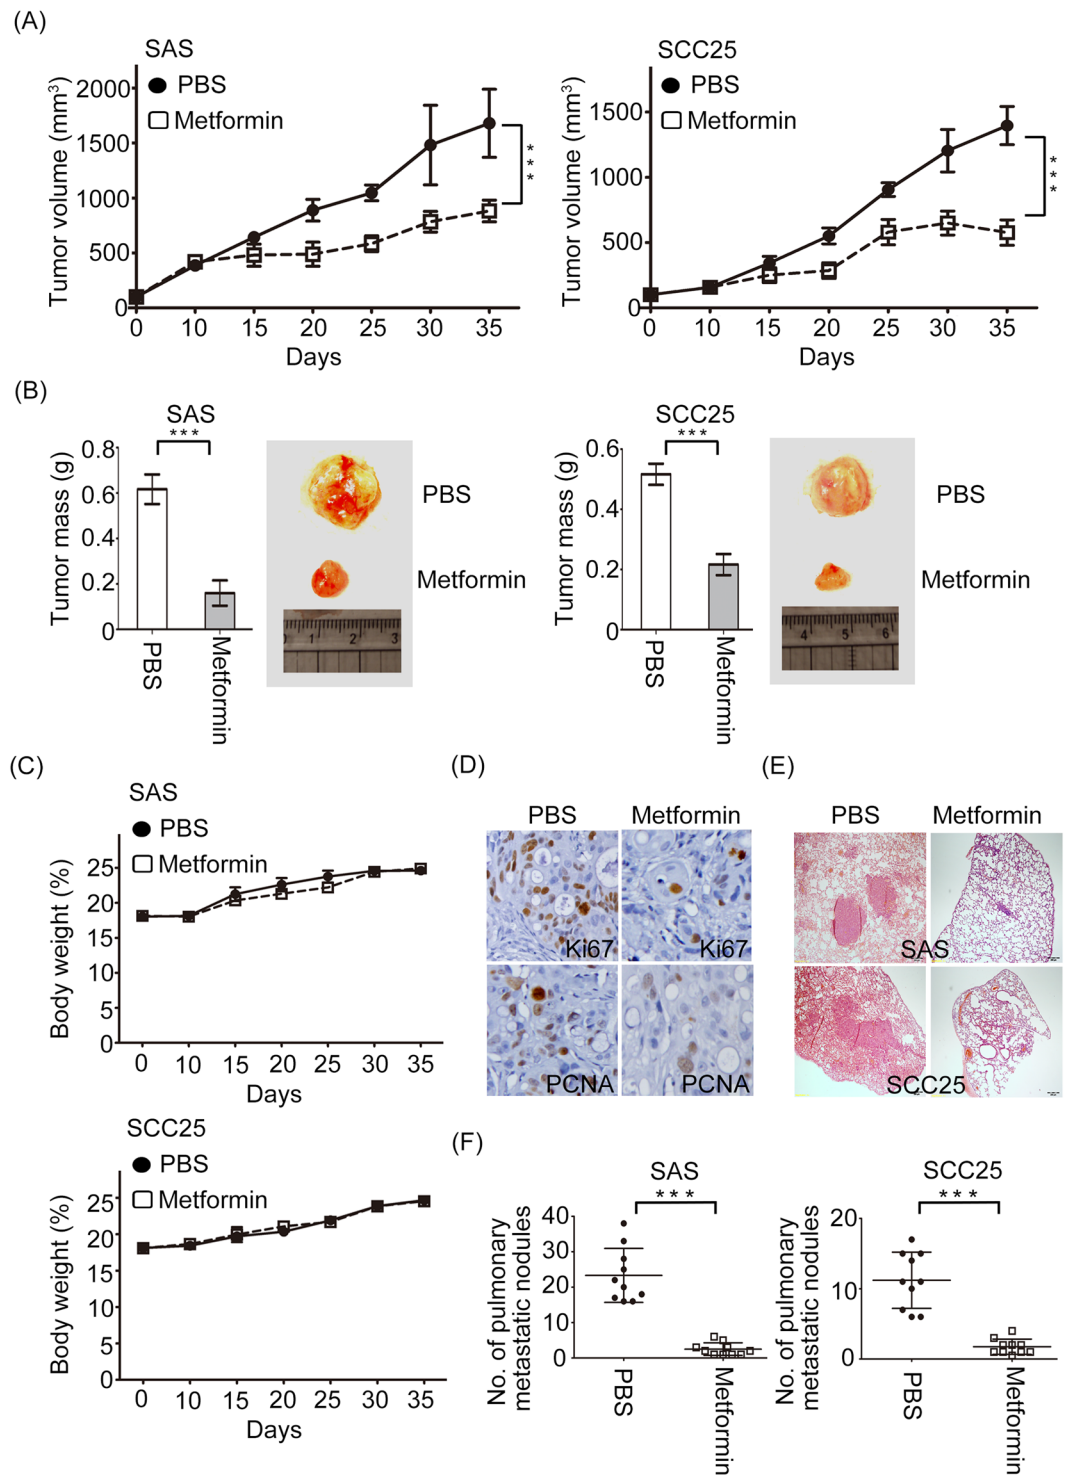 (A)
SAS
PBS
Metformin
Tumor volume (mm³)
2000
1500
1000
500
0
0 10 15 20 25 30 35
Days
***
SCC25
PBS
Metformin
Tumor volume (mm³)
1500
1000
500
0
0 10 15 20 25 30 35
Days
***
(B)
SAS
***
Tumor mass (g)
0.8
0.6
0.4
0.2
0
PBS
Metformin
PBS
Metformin
1 2 3
SCC25
***
Tumor mass (g)
0.6
0.4
0.2
0
PBS
Metformin
PBS
Metformin
4 5 6
(C)
SAS
PBS
Metformin
Body weight (%)
25
20
15
10
5
0
0 10 15 20 25 30 35
Days
SCC25
PBS
Metformin
Body weight (%)
25
20
15
10
5
0
0 10 15 20 25 30 35
Days
(D)
PBS Metformin
Ki67 Ki67
PCNA PCNA
(E)
PBS Metformin
SAS
SCC25
(F)
SAS
***
No. of pulmonary
metastatic nodules
40
30
20
10
0
PBS
Metformin
SCC25
***
No. of pulmonary
metastatic nodules
20
10
0
PBS
Metformin